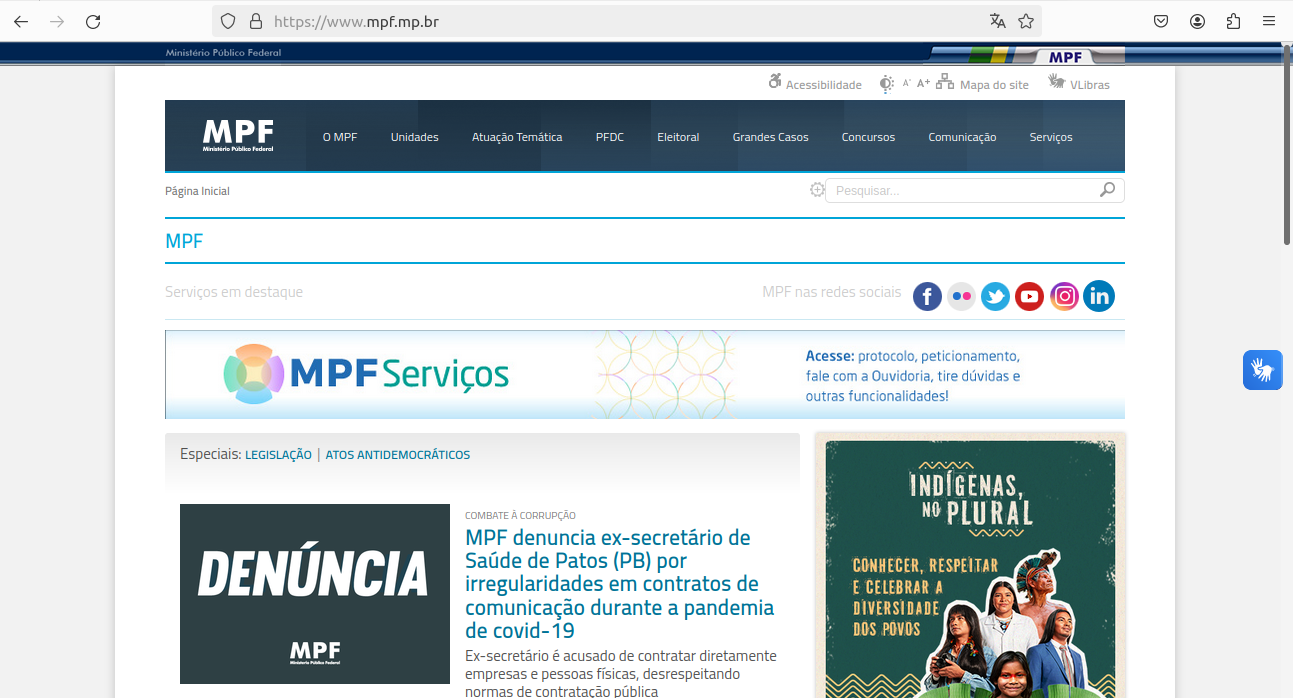 https://www.mpf.mp.br
Ministério Público Federal
MPF
Acessibilidade
A-
A+
Mapa do site
VLibras
MPF
Ministério Público Federal
O MPF
Unidades
Atuação Temática
PFDC
Eleitoral
Grandes Casos
Concursos
Comunicação
Serviços
Página Inicial
Pesquisar...
MPF
Serviços em destaque
MPF nas redes sociais
MPF Serviços
Acesse: protocolo, peticionamento,
fale com a Ouvidoria, tire dúvidas e
outras funcionalidades!
Especiais: LEGISLAÇÃO | ATOS ANTIDEMOCRÁTICOS
DENÚNCIA
MPF
Ministério Público Federal
COMBATE À CORRUPÇÃO
MPF denuncia ex-secretário de
Saúde de Patos (PB) por
irregularidades em contratos de
comunicação durante a pandemia
de covid-19
Ex-secretário é acusado de contratar diretamente
empresas e pessoas físicas, desrespeitando
normas de contratação pública
INDÍGENAS,
NO PLURAL
CONHECER, RESPEITAR
E CELEBRAR A
DIVERSIDADE
DOS POVOS